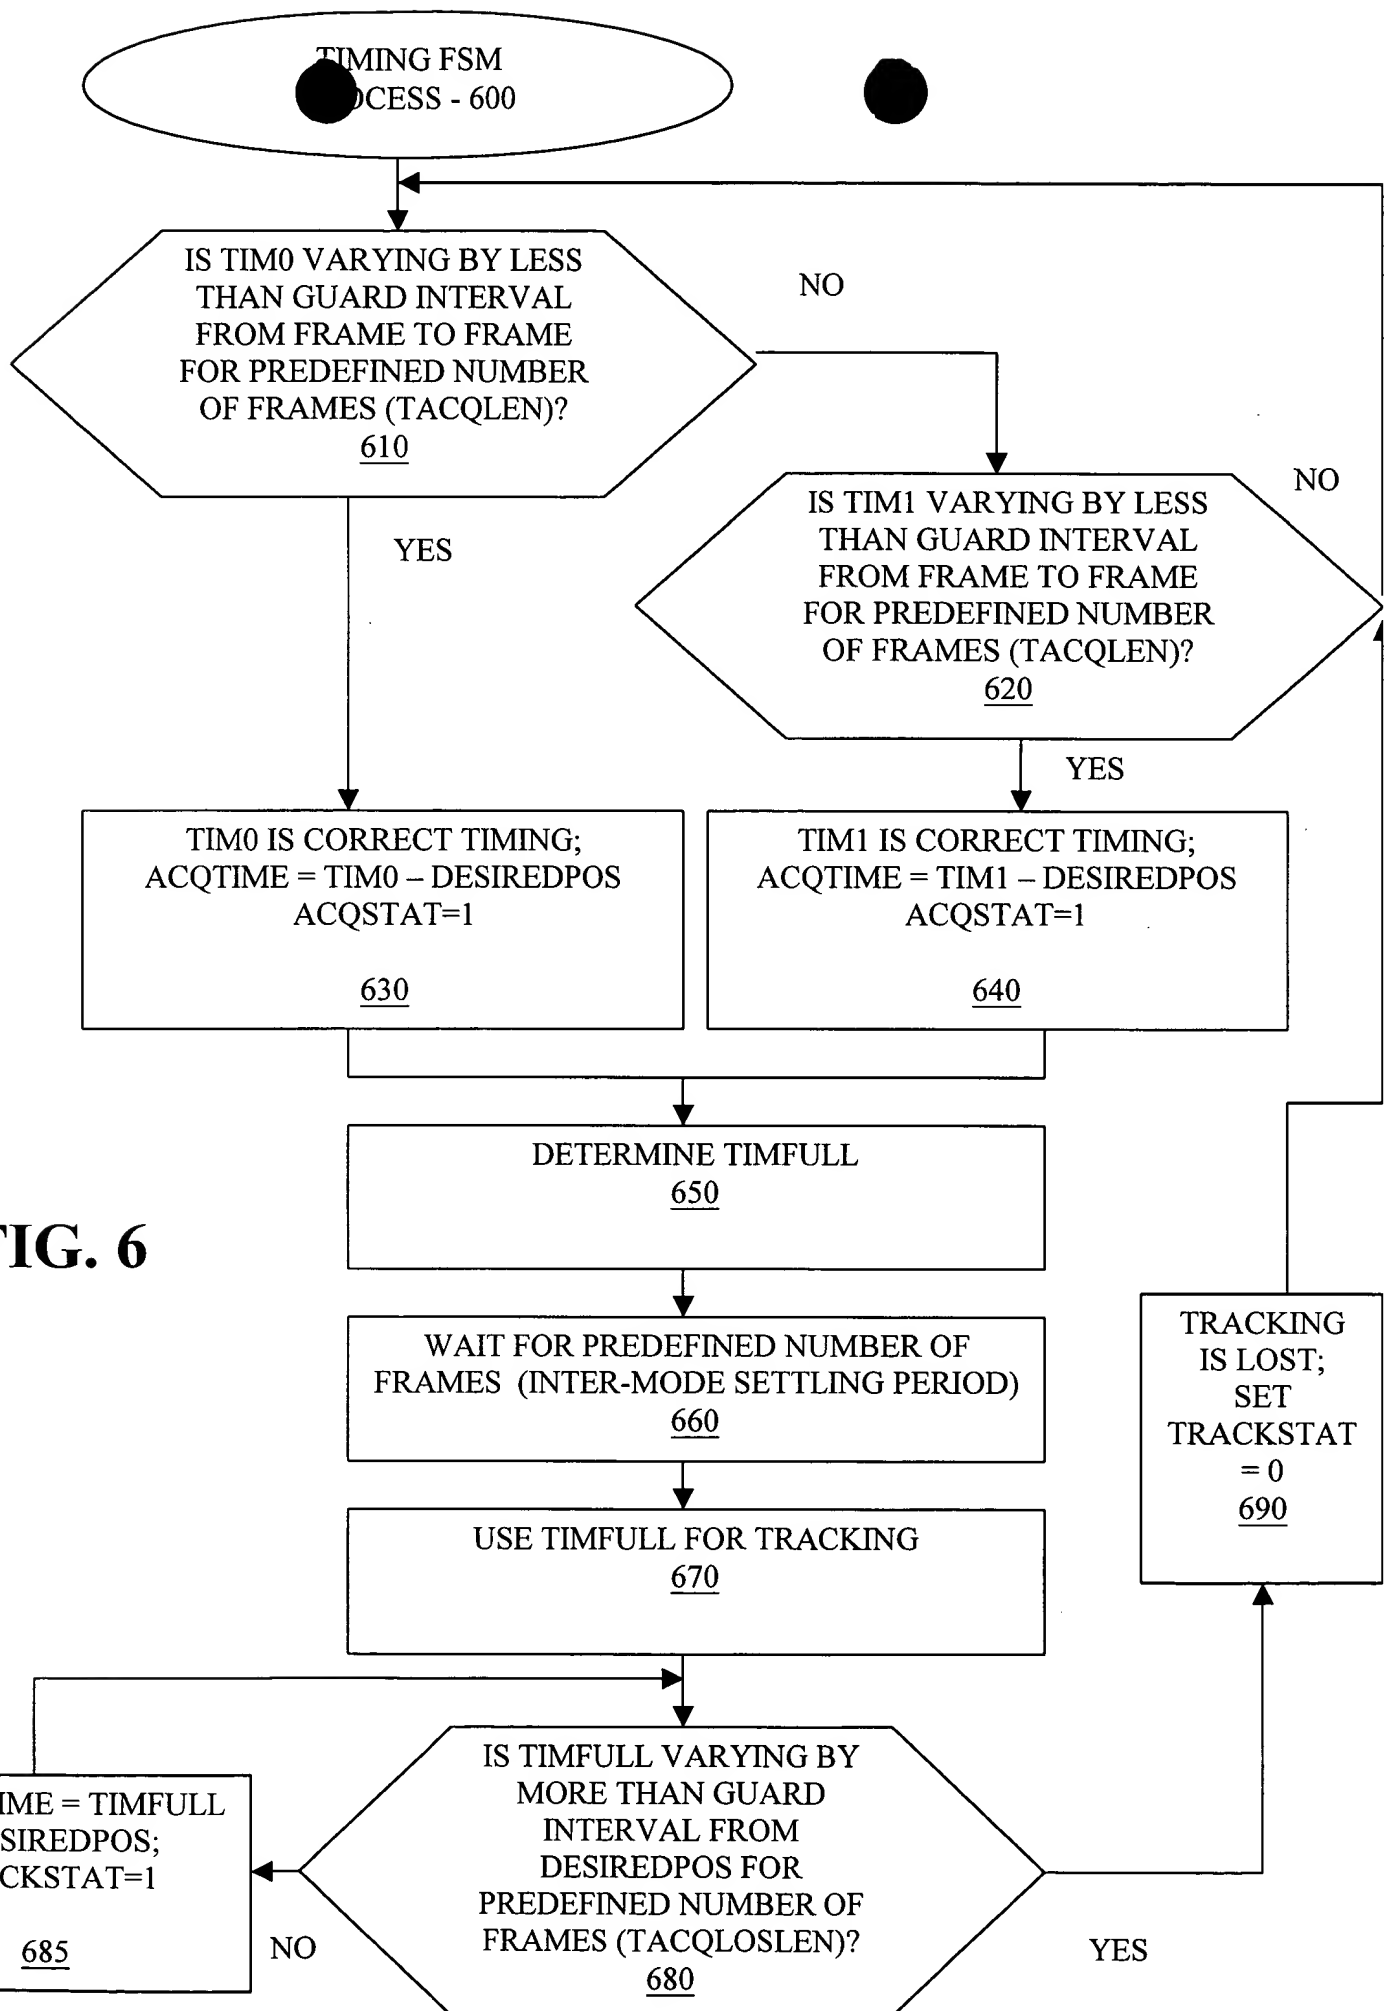 TIMING FSM
OCESS - 600
IS TIM0 VARYING BY LESS
THAN GUARD INTERVAL
FROM FRAME TO FRAME
FOR PREDEFINED NUMBER
OF FRAMES (TACQLEN)?
610
NO
YES
IS TIM1 VARYING BY LESS
THAN GUARD INTERVAL
FROM FRAME TO FRAME
FOR PREDEFINED NUMBER
OF FRAMES (TACQLEN)?
620
NO
YES
TIM0 IS CORRECT TIMING;
ACQTIME = TIM0 – DESIREDPOS
ACQSTAT=1
630
TIM1 IS CORRECT TIMING;
ACQTIME = TIM1 – DESIREDPOS
ACQSTAT=1
640
DETERMINE TIMFULL
650
FIG. 6
WAIT FOR PREDEFINED NUMBER OF
FRAMES (INTER-MODE SETTLING PERIOD)
660
TRACKING
IS LOST;
SET
TRACKSTAT
= 0
690
USE TIMFULL FOR TRACKING
670
IS TIMFULL VARYING BY
MORE THAN GUARD
INTERVAL FROM
DESIREDPOS FOR
PREDEFINED NUMBER OF
FRAMES (TACQLOSLEN)?
680
IME = TIMFULL
SIREDPOS;
CKSTAT=1
685
NO
YES